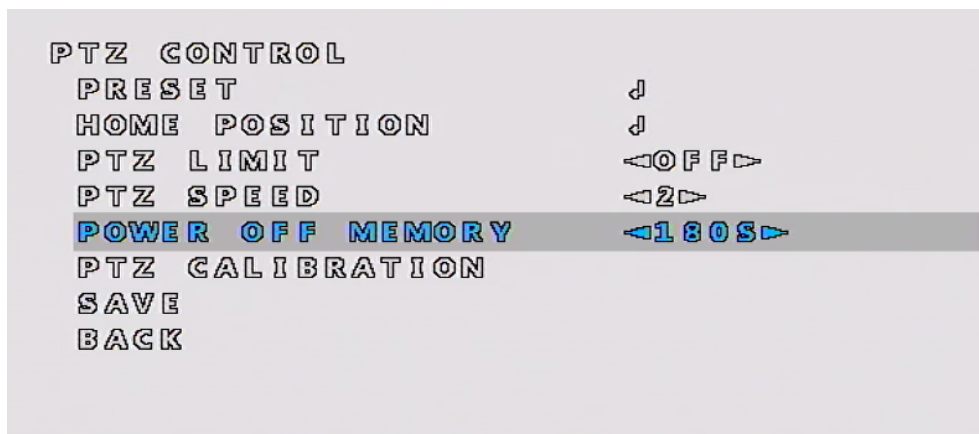 PTZ CONTROL
PRESET ↲
HOME POSITION ↲
PTZ LIMIT ◅OFF▻
PTZ SPEED ◅2▻
POWER OFF MEMORY ◅180S▻
PTZ CALIBRATION
SAVE
BACK